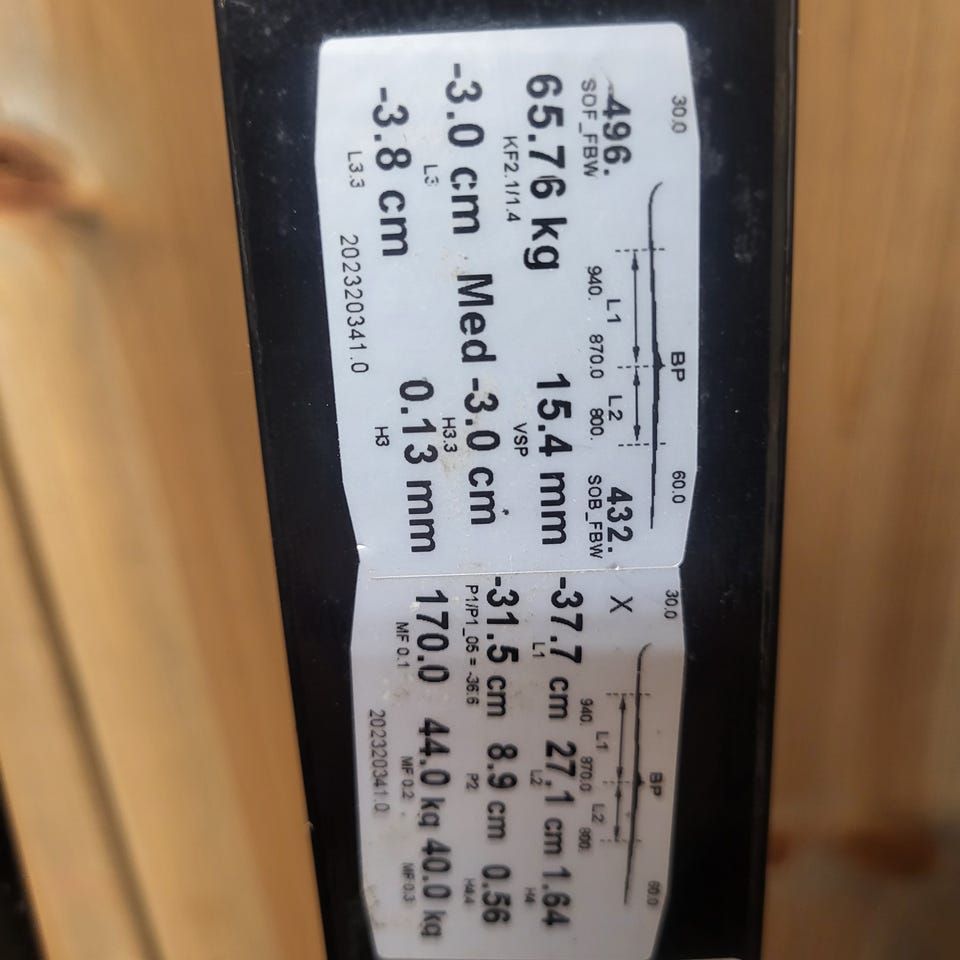 30.0 BP 60.0
L1 L2
496. 940. 870.0 800. 432.
SOF_FBW SOB_FBW
65.76 kg 15.4 mm
KF2.1/1.4 VSP
-3.0 cm Med -3.0 cm
L3 H3.3
-3.8 cm 0.13 mm
L3.3 H3
202320341.0
30.0 BP 60.0
X L1 L2
940. 870.0 800.
-37.7 cm 27.1 cm 1.64
L1 L2 H4
-31.5 cm 8.9 cm 0.56
P1/P1_05 = -36.6 P2 H4.4
170.0 44.0 kg 40.0 kg
MF 0.1 MF 0.2 MF 0.3
202320341.0